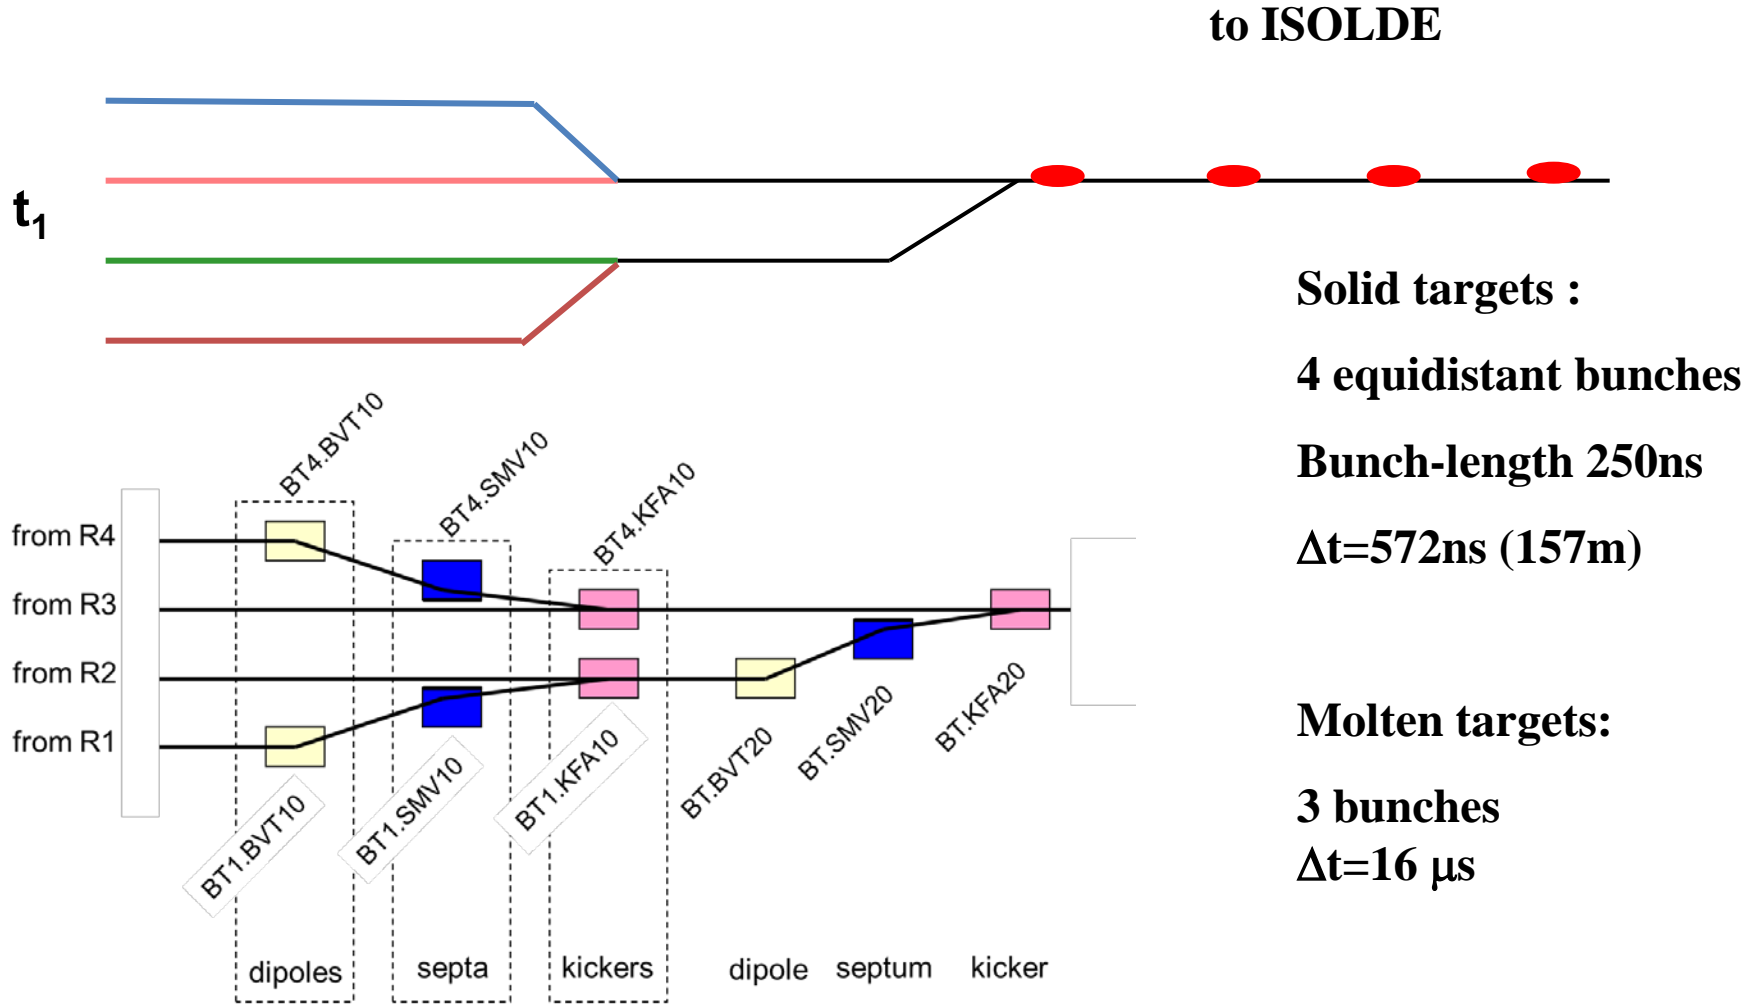 to ISOLDE
t1
Solid targets :
4 equidistant bunches
Bunch-length 250ns
Δt=572ns (157m)
Molten targets:
3 bunches
Δt=16 μs
BT4.BVT10
BT4.SMV10
BT4.KFA10
from R4
from R3
from R2
from R1
BT1.BVT10
BT1.SMV10
BT1.KFA10
BT.BVT20
BT.SMV20
BT.KFA20
dipoles
septa
kickers
dipole
septum
kicker